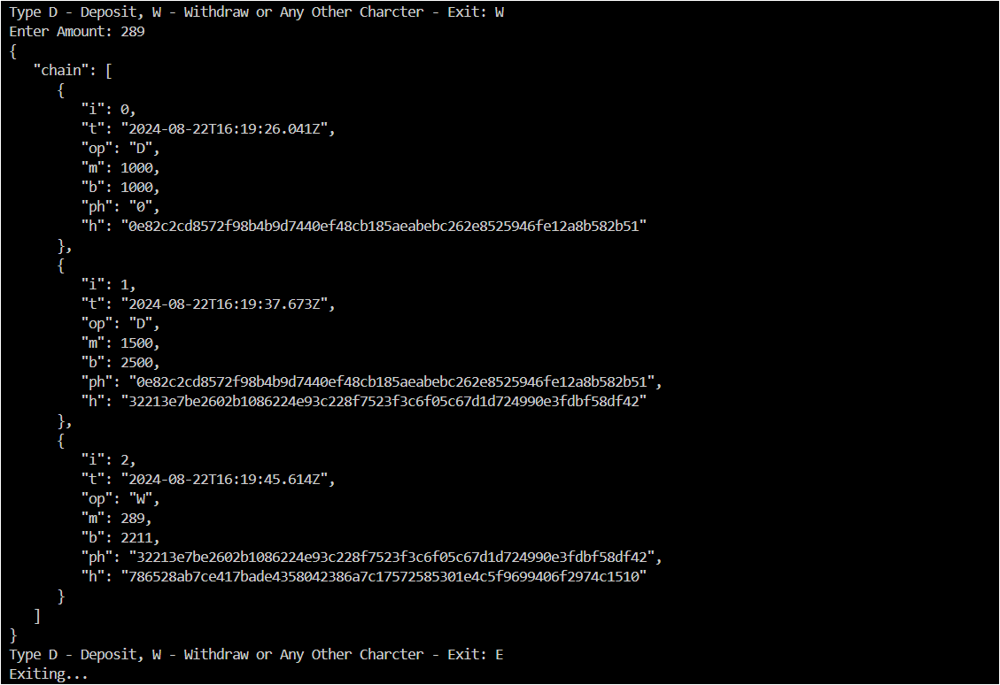 Type D - Deposit, W - Withdraw or Any Other Charcter - Exit: W
Enter Amount: 289
{
   "chain": [
      {
         "i": 0,
         "t": "2024-08-22T16:19:26.041Z",
         "op": "D",
         "m": 1000,
         "b": 1000,
         "ph": "0",
         "h": "0e82c2cd8572f98b4b9d7440ef48cb185aeabebc262e8525946fe12a8b582b51"
      },
      {
         "i": 1,
         "t": "2024-08-22T16:19:37.673Z",
         "op": "D",
         "m": 1500,
         "b": 2500,
         "ph": "0e82c2cd8572f98b4b9d7440ef48cb185aeabebc262e8525946fe12a8b582b51",
         "h": "32213e7be2602b1086224e93c228f7523f3c6f05c67d1d724990e3fdbf58df42"
      },
      {
         "i": 2,
         "t": "2024-08-22T16:19:45.614Z",
         "op": "W",
         "m": 289,
         "b": 2211,
         "ph": "32213e7be2602b1086224e93c228f7523f3c6f05c67d1d724990e3fdbf58df42",
         "h": "786528ab7ce417bade4358042386a7c17572585301e4c5f9699406f2974c1510"
      }
   ]
}
Type D - Deposit, W - Withdraw or Any Other Charcter - Exit: E
Exiting...